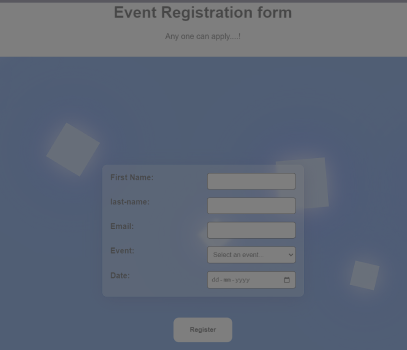 Event Registration form
Any one can apply...!
First Name:
last-name:
Email:
Event:
Select an event
Date:
dd-mm-yyyy
Register